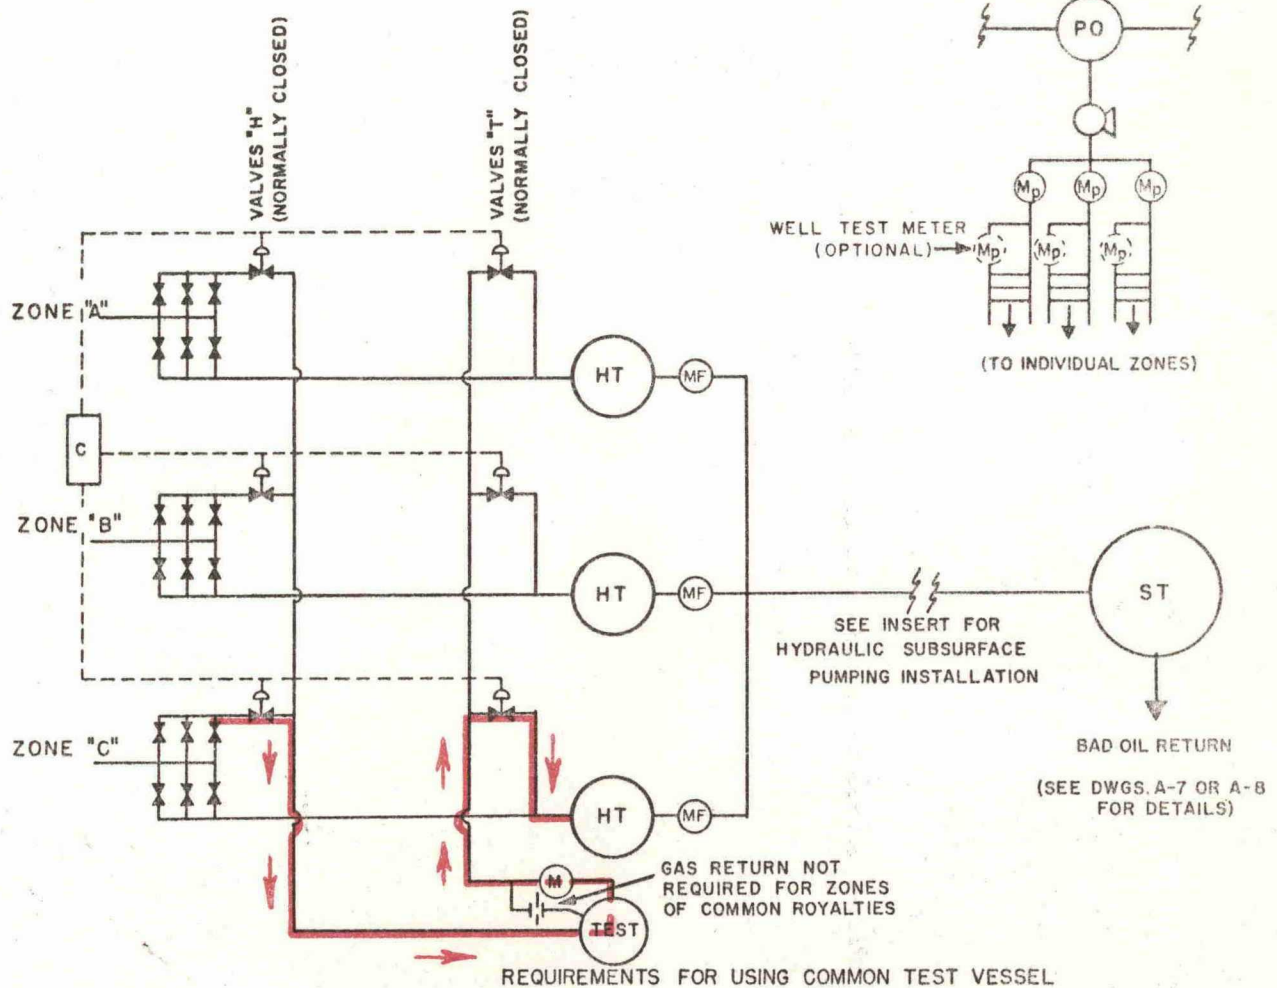 VALVES "H"
(NORMALLY CLOSED)
VALVES "T"
(NORMALLY CLOSED)
PO
Mp
Mp
Mp
WELL TEST METER
(OPTIONAL)
Mp
Mp
Mp
(TO INDIVIDUAL ZONES)
ZONE "A"
HT
MF
C
ZONE "B"
HT
MF
ST
SEE INSERT FOR
HYDRAULIC SUBSURFACE
PUMPING INSTALLATION
ZONE "C"
HT
MF
BAD OIL RETURN
(SEE DWGS. A-7 OR A-8
FOR DETAILS)
M
GAS RETURN NOT
REQUIRED FOR ZONES
OF COMMON ROYALTIES
TEST
REQUIREMENTS FOR USING COMMON TEST VESSEL